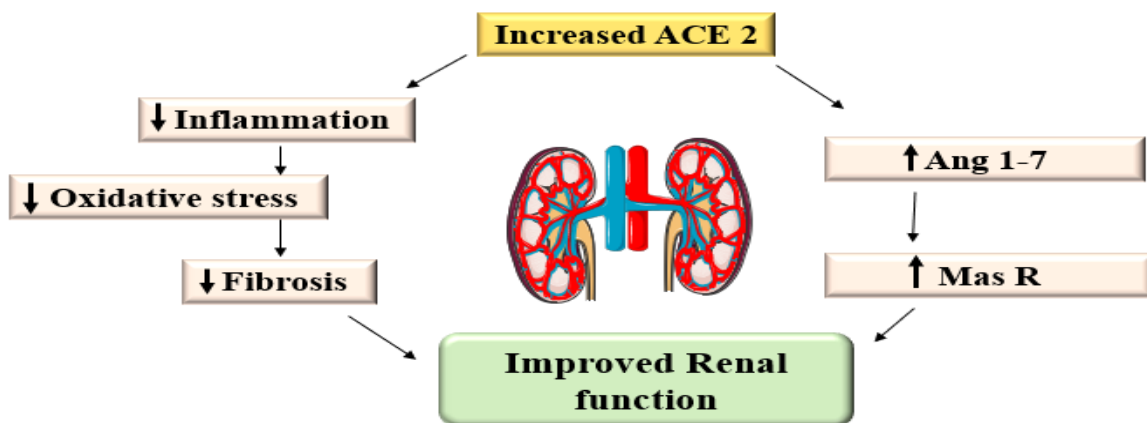 Increased ACE 2
↓ Inflammation
↓ Oxidative stress
↓ Fibrosis
↑ Ang 1-7
↑ Mas R
Improved Renal
function